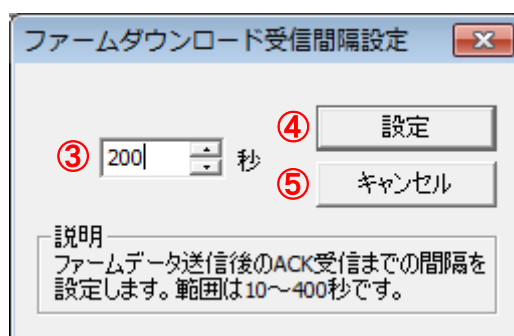 ファームダウンロード受信間隔設定
④ 設定
③ 200 秒
⑤ キャンセル
説明
ファームデータ送信後のACK受信までの間隔を
設定します。範囲は10～400秒です。